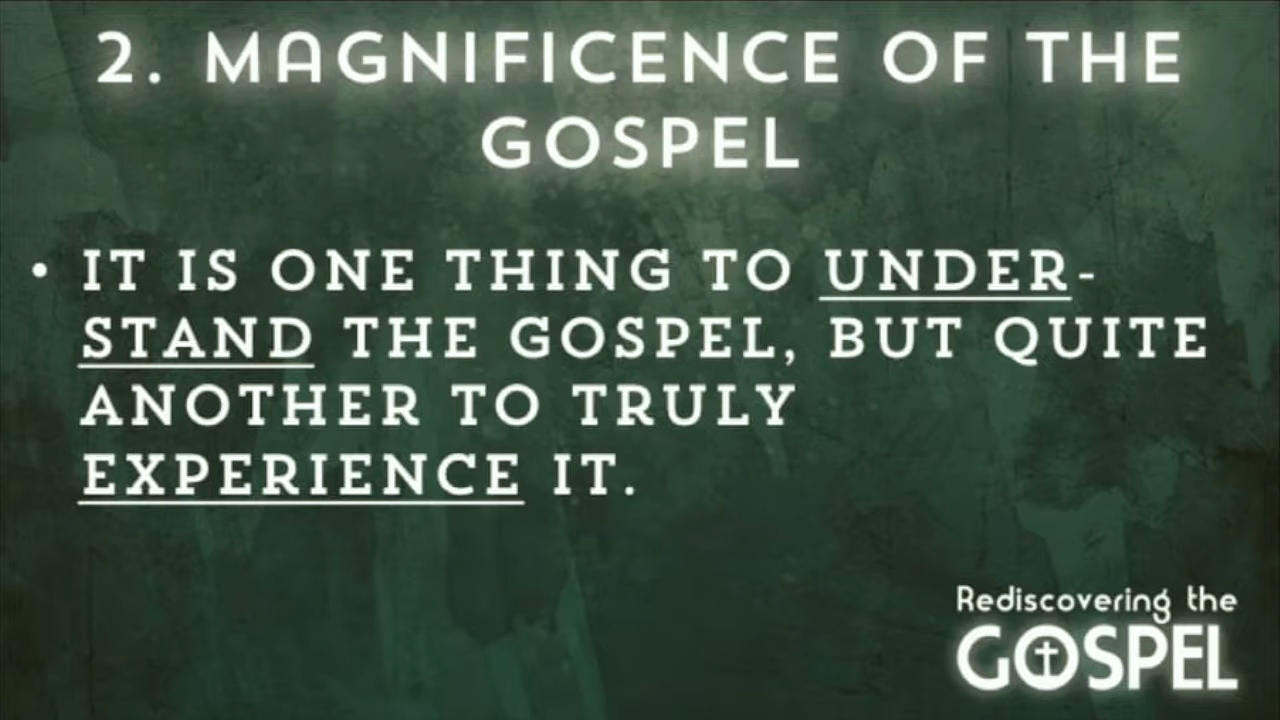 2. MAGNIFICENCE OF THE
GOSPEL
• IT IS ONE THING TO UNDER-
STAND THE GOSPEL, BUT QUITE
ANOTHER TO TRULY
EXPERIENCE IT.
Rediscovering the
GOSPEL